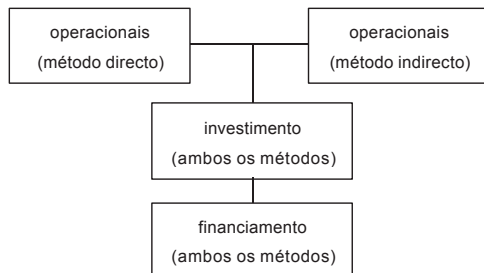 operacionais
(método directo)
operacionais
(método indirecto)
investimento
(ambos os métodos)
financiamento
(ambos os métodos)